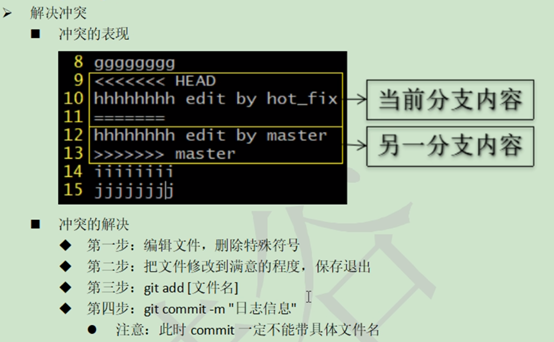 ➢ 解决冲突
■ 冲突的表现
8 gggggggg
9 <<<<<<< HEAD
10 hhhhhhhh edit by hot_fix
11 =======
12 hhhhhhhh edit by master
13 >>>>>>> master
14 iiiiiiii
15 jjjjjjjj
当前分支内容
另一分支内容
■ 冲突的解决
◆ 第一步：编辑文件，删除特殊符号
◆ 第二步：把文件修改到满意的程度，保存退出
◆ 第三步：git add [文件名]
◆ 第四步：git commit -m "日志信息"
● 注意：此时 commit 一定不能带具体文件名